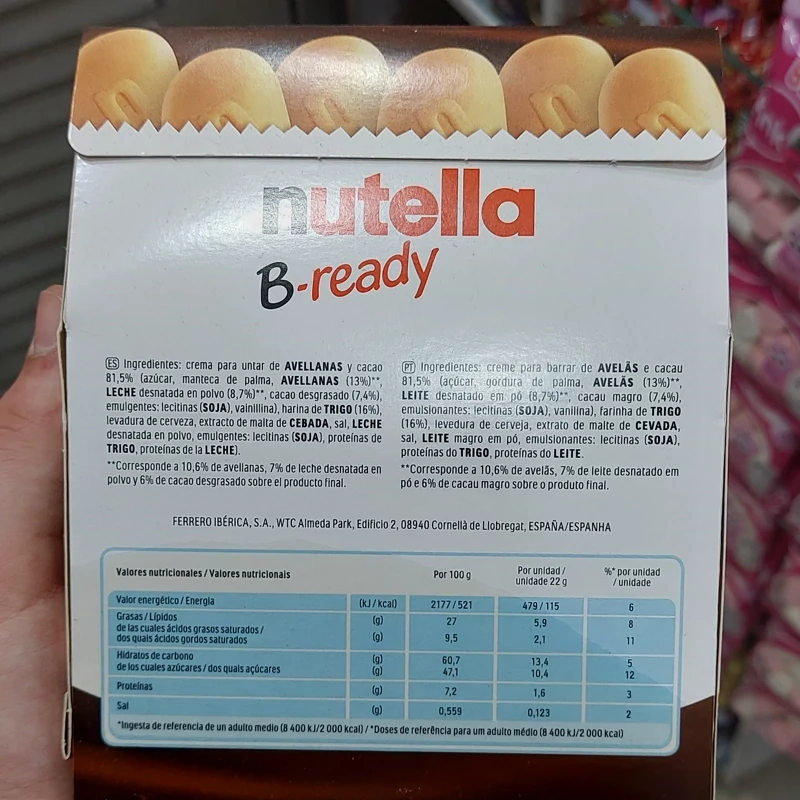 nutella
B-ready
ES Ingredientes: crema para untar de AVELLANAS y cacao
81,5% (azúcar, manteca de palma, AVELLANAS (13%)**,
LECHE desnatada en polvo (8,7%)**, cacao desgrasado (7,4%),
emulgentes: lecitinas (SOJA), vainillina), harina de TRIGO (16%),
levadura de cerveza, extracto de malta de CEBADA, sal, LECHE
desnatada en polvo, emulgentes: lecitinas (SOJA), proteínas de
TRIGO, proteínas de la LECHE).
**Corresponde a 10,6% de avellanas, 7% de leche desnatada en
polvo y 6% de cacao desgrasado sobre el producto final.
PT Ingredientes: creme para barrar de AVELÃS e cacau
81,5% (açúcar, gordura de palma, AVELÃS (13%)**,
LEITE desnatado em pó (8,7%)**, cacau magro (7,4%),
emulsionantes: lecitinas (SOJA), vanilina), farinha de TRIGO
(16%), levedura de cerveja, extrato de malte de CEVADA,
sal, LEITE magro em pó, emulsionantes: lecitinas (SOJA),
proteínas do TRIGO, proteínas do LEITE.
**Corresponde a 10,6% de avelãs, 7% de leite desnatado em
pó e 6% de cacau magro sobre o produto final.
FERRERO IBÉRICA, S.A., WTC Almeda Park, Edificio 2, 08940 Cornellà de Llobregat, ESPAÑA/ESPANHA
Valores nutricionales / Valores nutricionais Por 100 g Por unidad / unidade 22 g %* por unidad / unidade
Valor energético / Energia (kJ / kcal) 2177 / 521 479 / 115 6
Grasas / Lípidos (g) 27 5,9 8
de las cuales ácidos grasos saturados /
dos quais ácidos gordos saturados (g) 9,5 2,1 11
Hidratos de carbono (g) 60,7 13,4 5
de los cuales azúcares / dos quais açúcares (g) 47,1 10,4 12
Proteínas (g) 7,2 1,6 3
Sal (g) 0,559 0,123 2
*Ingesta de referencia de un adulto medio (8 400 kJ/2 000 kcal) / *Doses de referência para um adulto médio (8 400 kJ/2 000 kcal)